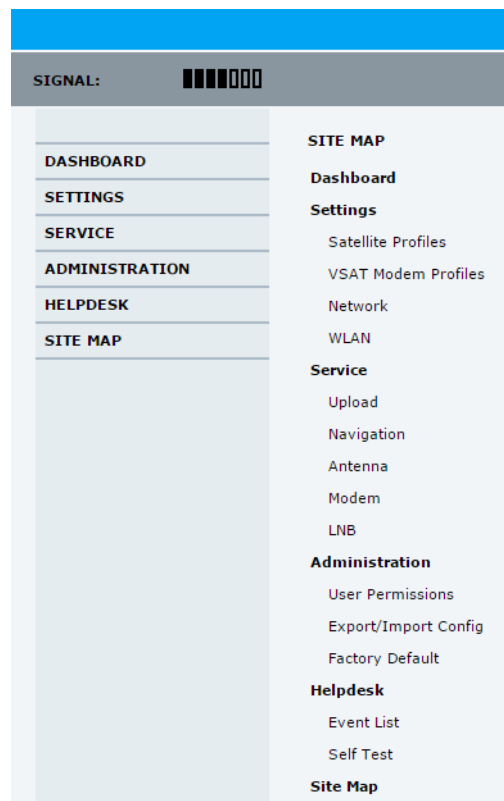 SIGNAL:
DASHBOARD
SETTINGS
SERVICE
ADMINISTRATION
HELPDESK
SITE MAP
SITE MAP
Dashboard
Settings
Satellite Profiles
VSAT Modem Profiles
Network
WLAN
Service
Upload
Navigation
Antenna
Modem
LNB
Administration
User Permissions
Export/Import Config
Factory Default
Helpdesk
Event List
Self Test
Site Map